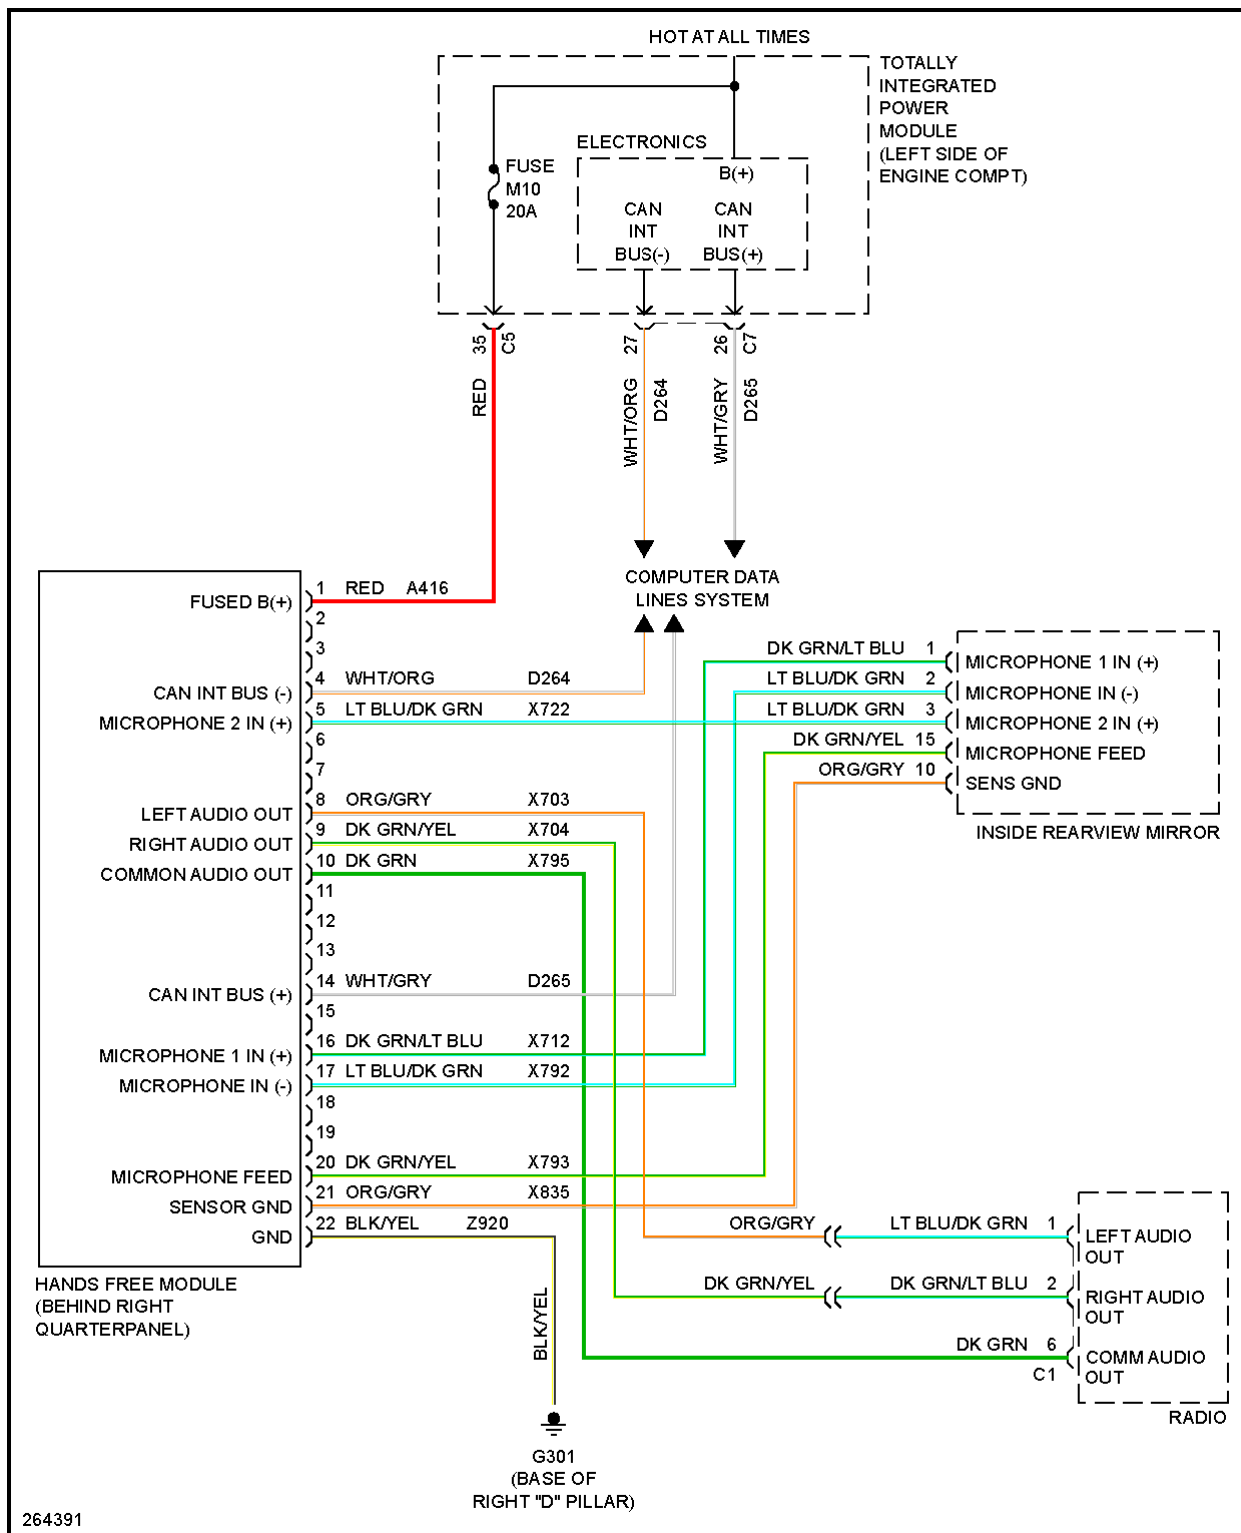 HOT AT ALL TIMES
TOTALLY
INTEGRATED
POWER
MODULE
(LEFT SIDE OF
ENGINE COMPT)
ELECTRONICS
FUSE
M10
20A
B(+)
CAN
INT
BUS(-)
CAN
INT
BUS(+)
35
C5
27
26
C7
RED
WHT/ORG
D264
WHT/GRY
D265
COMPUTER DATA
LINES SYSTEM
FUSED B(+)
1 RED A416
2
3
CAN INT BUS (-)
4 WHT/ORG D264
MICROPHONE 2 IN (+)
5 LT BLU/DK GRN X722
6
7
LEFT AUDIO OUT
8 ORG/GRY X703
RIGHT AUDIO OUT
9 DK GRN/YEL X704
COMMON AUDIO OUT
10 DK GRN X795
11
12
13
CAN INT BUS (+)
14 WHT/GRY D265
15
MICROPHONE 1 IN (+)
16 DK GRN/LT BLU X712
MICROPHONE IN (-)
17 LT BLU/DK GRN X792
18
19
MICROPHONE FEED
20 DK GRN/YEL X793
SENSOR GND
21 ORG/GRY X835
GND
22 BLK/YEL Z920
HANDS FREE MODULE
(BEHIND RIGHT
QUARTERPANEL)
DK GRN/LT BLU 1 MICROPHONE 1 IN (+)
LT BLU/DK GRN 2 MICROPHONE IN (-)
LT BLU/DK GRN 3 MICROPHONE 2 IN (+)
DK GRN/YEL 15 MICROPHONE FEED
ORG/GRY 10 SENS GND
INSIDE REARVIEW MIRROR
ORG/GRY LT BLU/DK GRN 1 LEFT AUDIO
OUT
DK GRN/YEL DK GRN/LT BLU 2 RIGHT AUDIO
OUT
DK GRN 6 COMM AUDIO
C1 OUT
RADIO
BLK/YEL
G301
(BASE OF
RIGHT "D" PILLAR)
264391